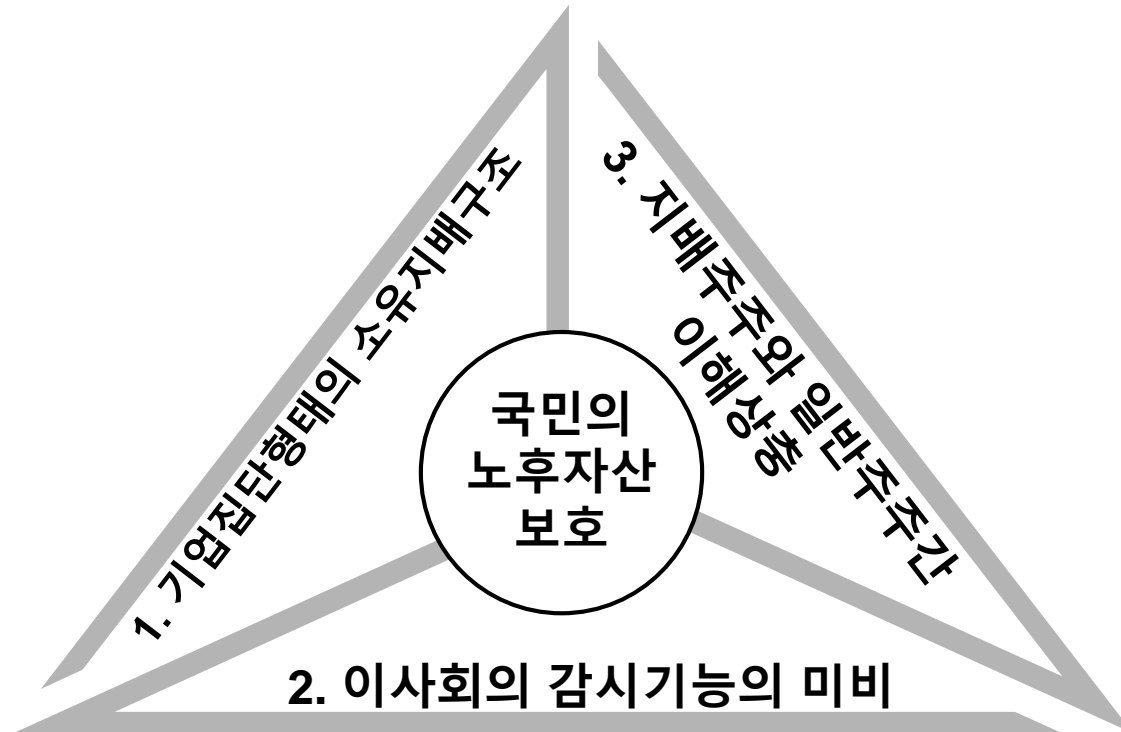 1. 기업집단형태의 소유지배구조
3. 지배주주와 일반주주간
이해상충
국민의
노후자산
보호
2. 이사회의 감시기능의 미비